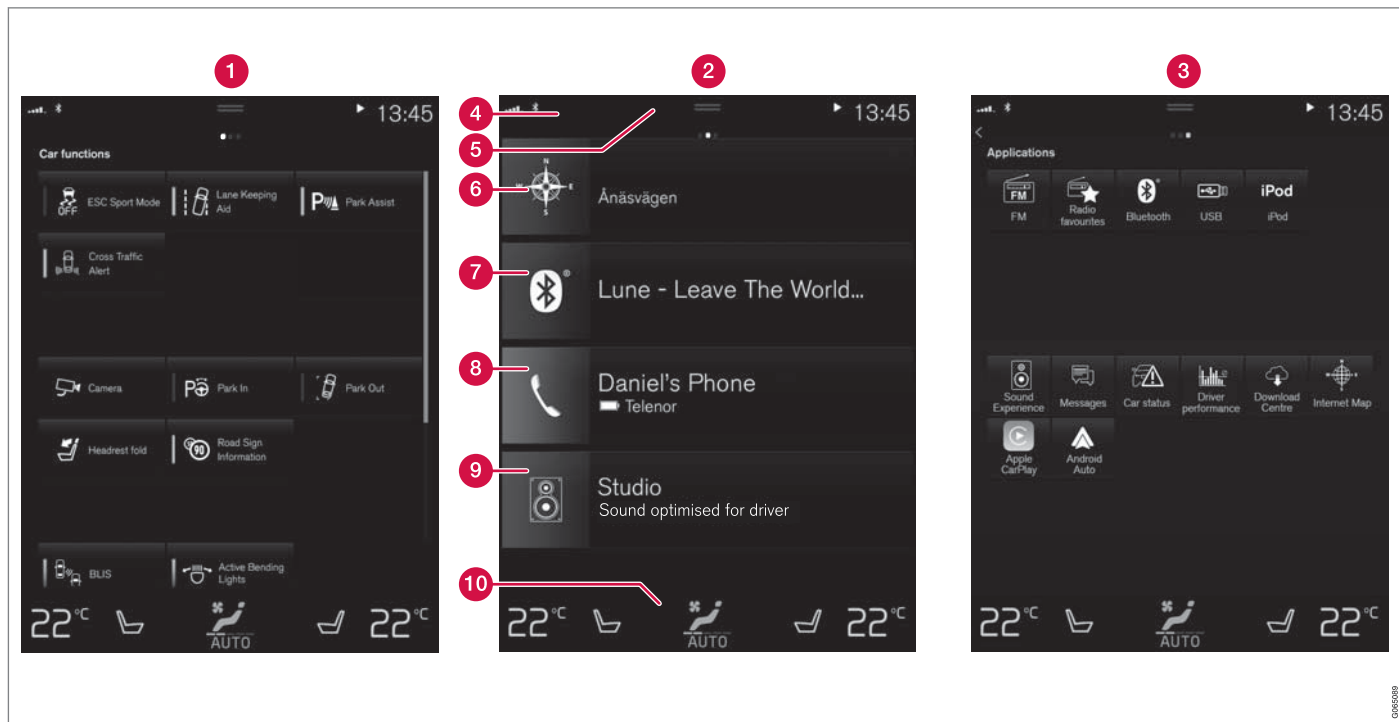 1
2
3
13:45
Car functions
OFF
ESC Sport Mode
Lane Keeping
Aid
P
Park Assist
Cross Traffic
Alert
Camera
P
Park In
Park Out
Headrest fold
90
Road Sign
Information
BLIS
Active Bending
Lights
22°C
AUTO
22°C
4
5
6
7
8
9
10
13:45
N
W
E
S
Ånäsvägen
Lune - Leave The World...
Daniel's Phone
Telenor
Studio
Sound optimised for driver
22°C
AUTO
22°C
13:45
Applications
FM
FM
Radio
favourites
Bluetooth
USB
iPod
iPod
Sound
Experience
Messages
Car status
Driver
performance
Download
Centre
Internet Map
Apple
CarPlay
Android
Auto
22°C
AUTO
22°C
G065089